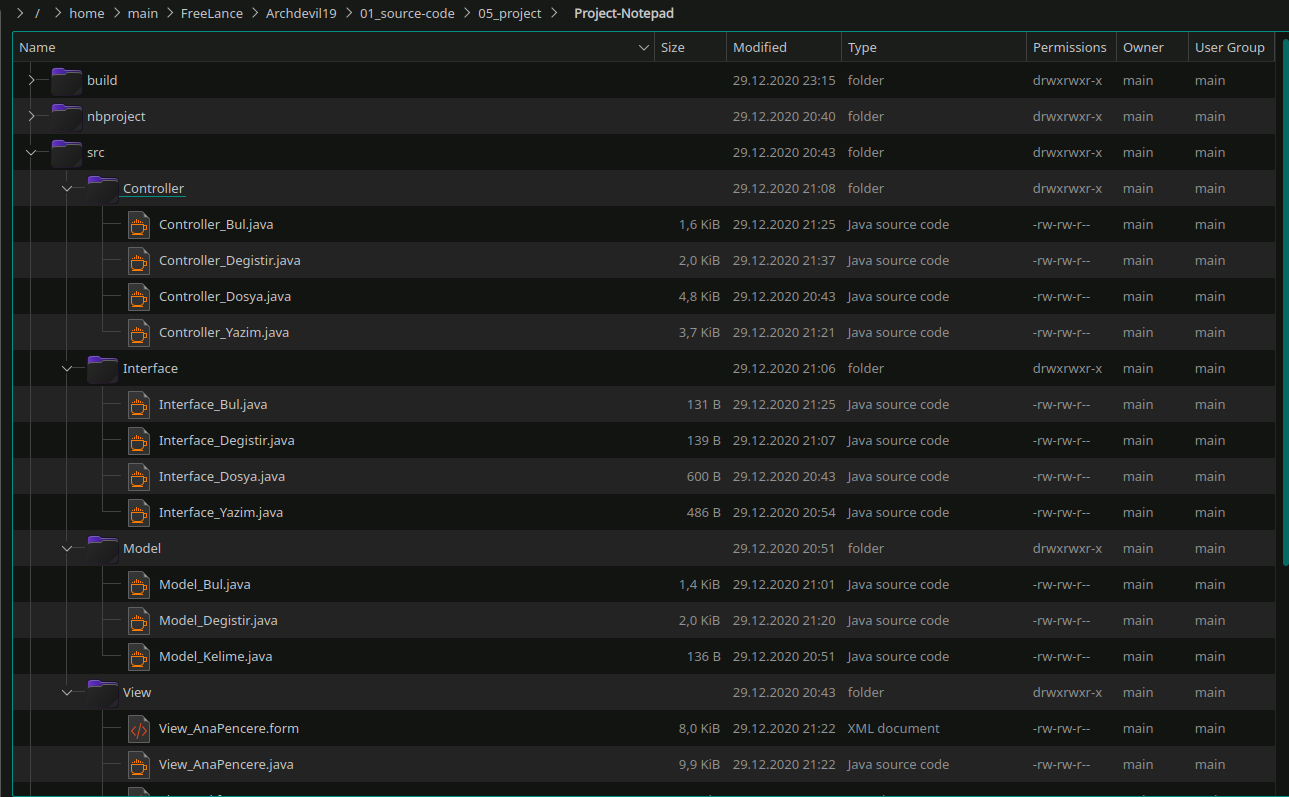 / home main FreeLance Archdevil19 01_source-code 05_project Project-Notepad
Name Size Modified Type Permissions Owner User Group
build 29.12.2020 23:15 folder drwxrwxr-x main main
nbproject 29.12.2020 20:40 folder drwxrwxr-x main main
src 29.12.2020 20:43 folder drwxrwxr-x main main
Controller 29.12.2020 21:08 folder drwxrwxr-x main main
Controller_Bul.java 1,6 KiB 29.12.2020 21:25 Java source code -rw-rw-r-- main main
Controller_Degistir.java 2,0 KiB 29.12.2020 21:37 Java source code -rw-rw-r-- main main
Controller_Dosya.java 4,8 KiB 29.12.2020 20:43 Java source code -rw-rw-r-- main main
Controller_Yazim.java 3,7 KiB 29.12.2020 21:21 Java source code -rw-rw-r-- main main
Interface 29.12.2020 21:06 folder drwxrwxr-x main main
Interface_Bul.java 131 B 29.12.2020 21:25 Java source code -rw-rw-r-- main main
Interface_Degistir.java 139 B 29.12.2020 21:07 Java source code -rw-rw-r-- main main
Interface_Dosya.java 600 B 29.12.2020 20:43 Java source code -rw-rw-r-- main main
Interface_Yazim.java 486 B 29.12.2020 20:54 Java source code -rw-rw-r-- main main
Model 29.12.2020 20:51 folder drwxrwxr-x main main
Model_Bul.java 1,4 KiB 29.12.2020 21:01 Java source code -rw-rw-r-- main main
Model_Degistir.java 2,0 KiB 29.12.2020 21:20 Java source code -rw-rw-r-- main main
Model_Kelime.java 136 B 29.12.2020 20:51 Java source code -rw-rw-r-- main main
View 29.12.2020 20:43 folder drwxrwxr-x main main
View_AnaPencere.form 8,0 KiB 29.12.2020 21:22 XML document -rw-rw-r-- main main
View_AnaPencere.java 9,9 KiB 29.12.2020 21:22 Java source code -rw-rw-r-- main main